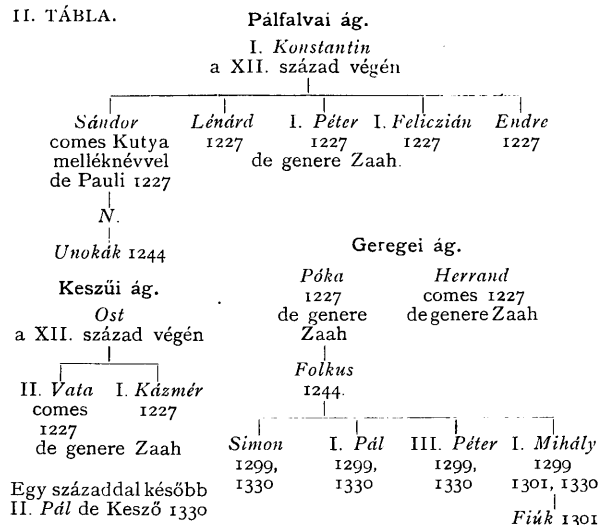 II. TÁBLA.
Pálfalvai ág.
I. Konstantin
a XII. század végén
Sándor
comes Kutya
melléknévvel
de Pauli 1227
N.
Unokák 1244
Lénárd
1227
I. Péter
1227
I. Feliczián
1227
Endre
1227
de genere Zaah.
Keszűi ág.
Ost
a XII. század végén
II. Vata
comes
1227
I. Kázmér
1227
de genere Zaah
Egy századdal később
II. Pál de Kesző 1330
Geregei ág.
Póka
1227
de genere
Zaah
Herrand
comes 1227
de genere Zaah
Folkus
1244.
Simon
1299,
1330
I. Pál
1299,
1330
III. Péter
1299,
1330
I. Mihály
1299
1301, 1330
Fiúk 1301